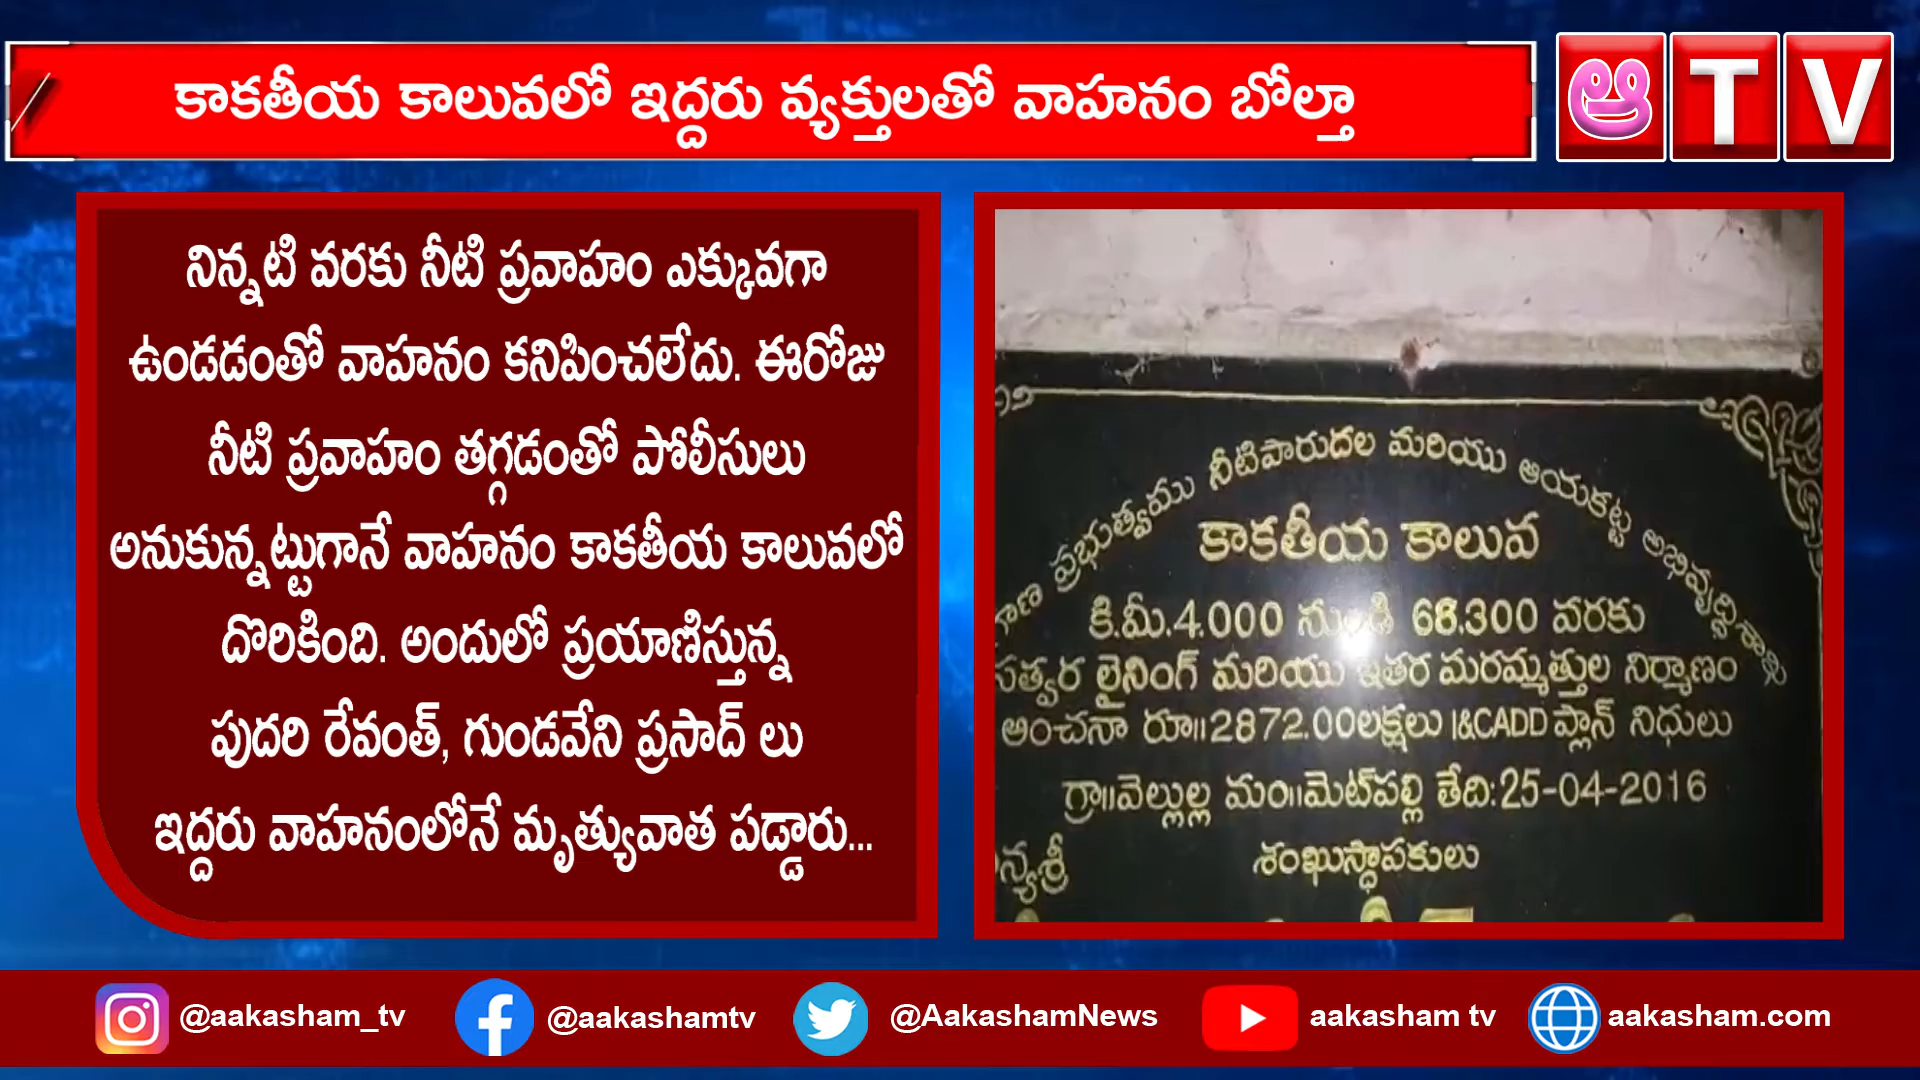 కాకతీయ కాలువలో ఇద్దరు వ్యక్తులతో వాహనం బోల్తా
ఆTV
నిన్నటి వరకు నీటి ప్రవాహం ఎక్కువగా
ఉండడంతో వాహనం కనిపించలేదు. ఈరోజు
నీటి ప్రవాహం తగ్గడంతో పోలీసులు
అనుకున్నట్టుగానే వాహనం కాకతీయ కాలువలో
దొరికింది. అందులో ప్రయాణిస్తున్న
పుదరి రేవంత్, గుండవేని ప్రసాద్ లు
ఇద్దరు వాహనంలోనే మృత్యువాత పడ్డారు...
ప్రభుత్వము నీటిపారుదల మరియు ఆయకట్ట అభివృద్ధి శాఖ
కాకతీయ కాలువ
కి.మీ.4.000 నుండి 68.300 వరకు
సత్వర లైనింగ్ మరియు ఇతర మరమ్మత్తుల నిర్మాణం
అంచనా రూ॥2872.00లక్షలు I&CADD ప్లాన్ నిధులు
గ్రా॥వెల్లుల్ల మం॥మెట్‌పల్లి తేది:25-04-2016
శంఖుస్ధాపకులు
@aakasham_tv
@aakashamtv
@AakashamNews
aakasham tv
aakasham.com